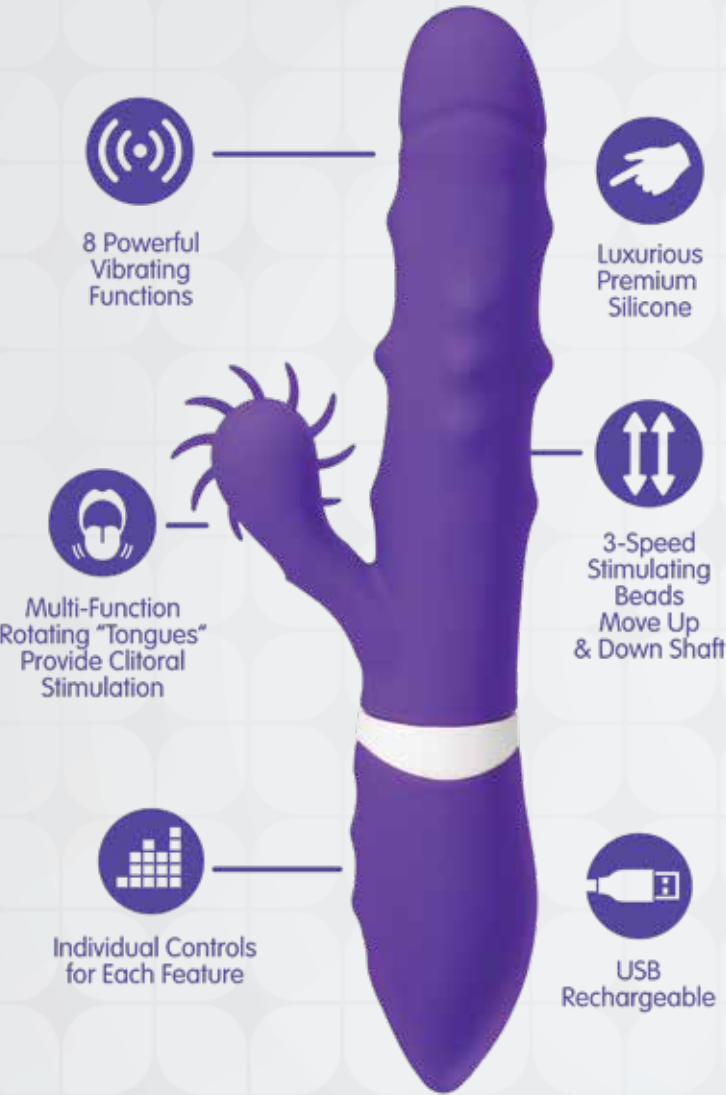 8 Powerful
Vibrating
Functions
Luxurious
Premium
Silicone
Multi-Function
Rotating “Tongues”
Provide Clitoral
Stimulation
3-Speed
Stimulating
Beads
Move Up
& Down Shaft
Individual Controls
for Each Feature
USB
Rechargeable